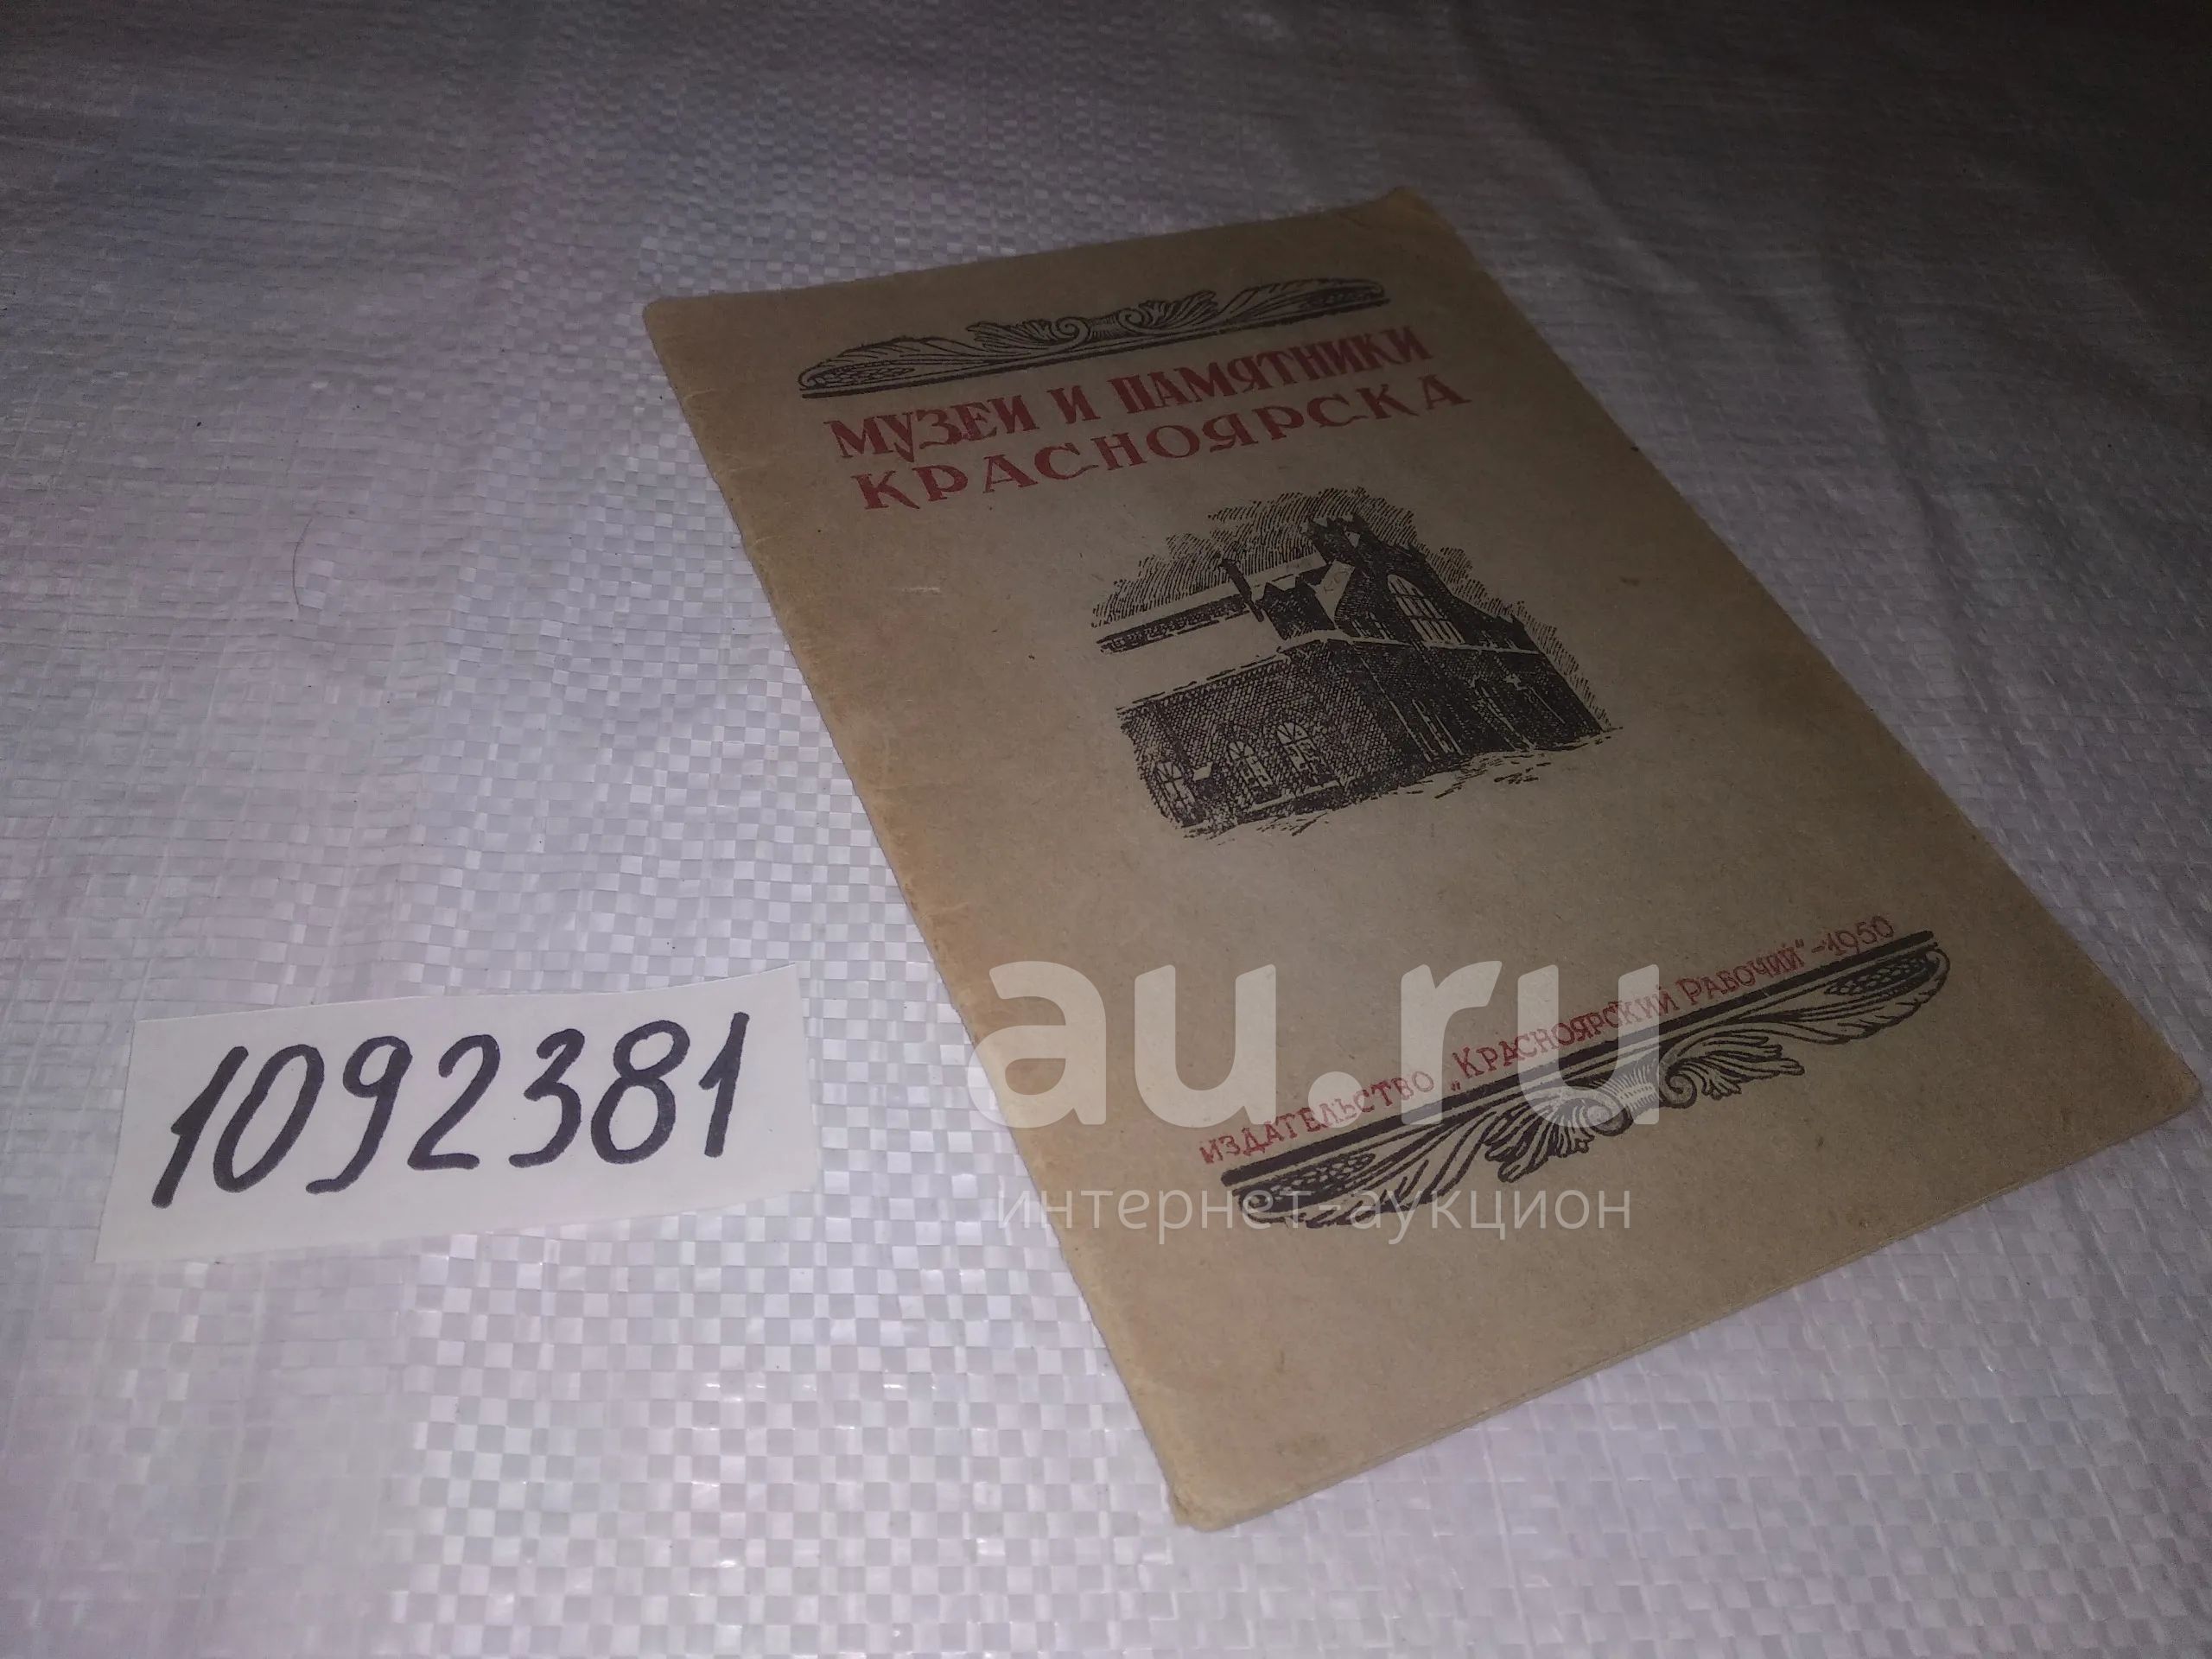 МУЗЕИ И ПАМЯТНИКИ
КРАСНОЯРСКА
ИЗДАТЕЛЬСТВО „КРАСНОЯРСКИЙ РАБОЧИЙ“ - 1950
1092381
au.ru
интернет-аукцион